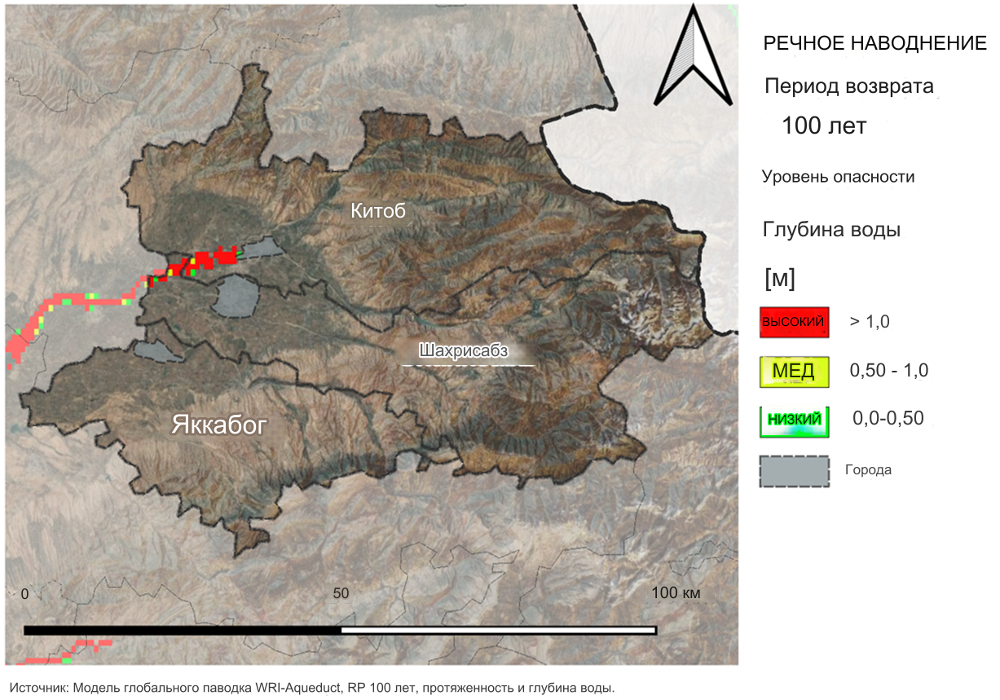 РЕЧНОЕ НАВОДНЕНИЕ
Период возврата
100 лет
Уровень опасности
Глубина воды
[м]
ВЫСОКИЙ > 1,0
МЕД 0,50 - 1,0
НИЗКИЙ 0,0-0,50
Города
Китоб
Шахрисабз
Яккабог
0 50 100 км
Источник: Модель глобального паводка WRI-Aqueduct, RP 100 лет, протяженность и глубина воды.